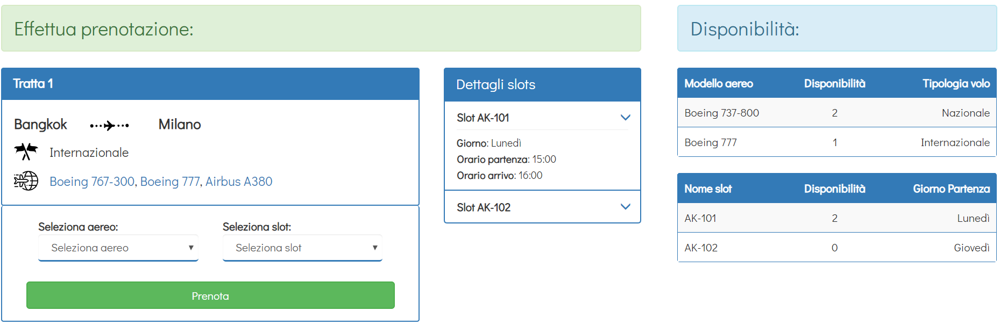 Effettua prenotazione:
Tratta 1
Bangkok Milano
Internazionale
Boeing 767-300, Boeing 777, Airbus A380
Seleziona aereo: Seleziona slot:
Seleziona aereo Seleziona slot
Prenota
Dettagli slots
Slot AK-101
Giorno: Lunedì
Orario partenza: 15:00
Orario arrivo: 16:00
Slot AK-102
Disponibilità:
Modello aereo Disponibilità Tipologia volo
Boeing 737-800 2 Nazionale
Boeing 777 1 Internazionale
Nome slot Disponibilità Giorno Partenza
AK-101 2 Lunedì
AK-102 0 Giovedì